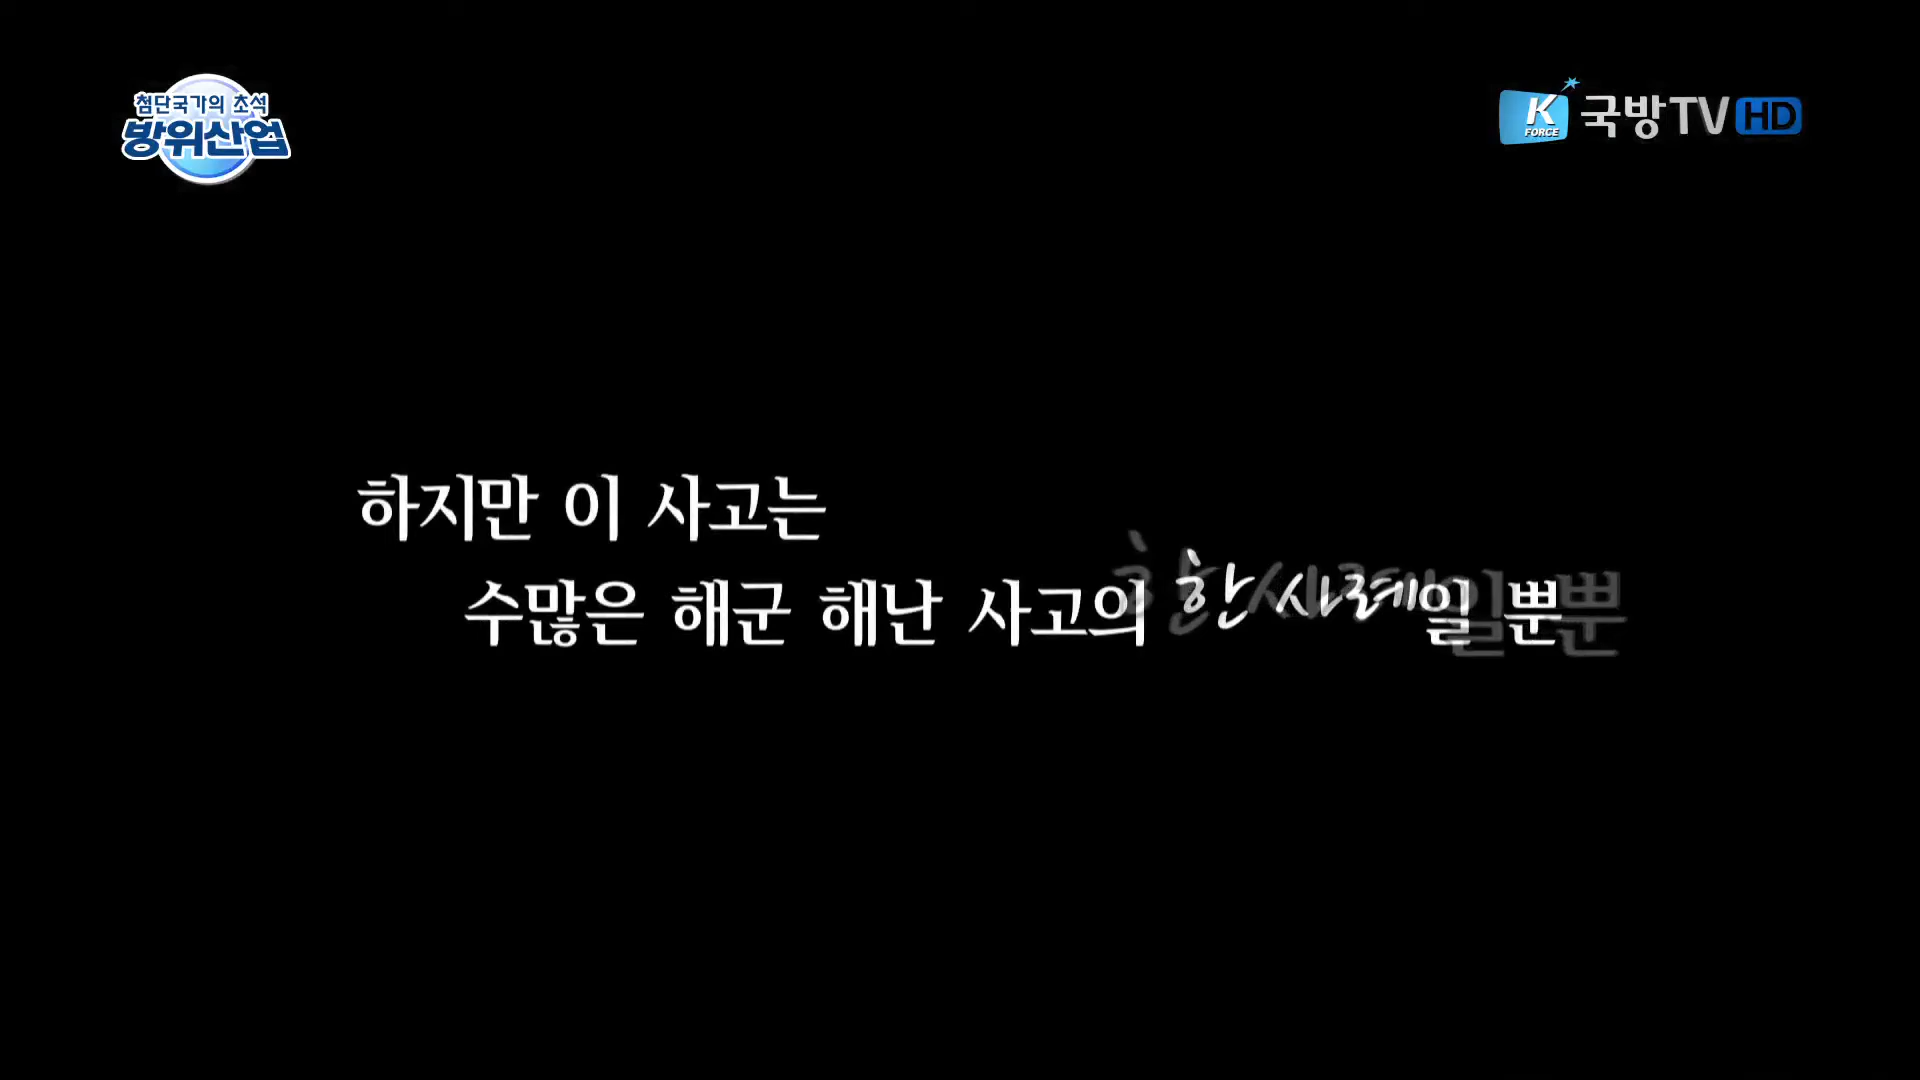 첨단국가의 초석
방위산업
K FORCE 국방TV HD
하지만 이 사고는
수많은 해군 해난 사고의 한 사례일 뿐